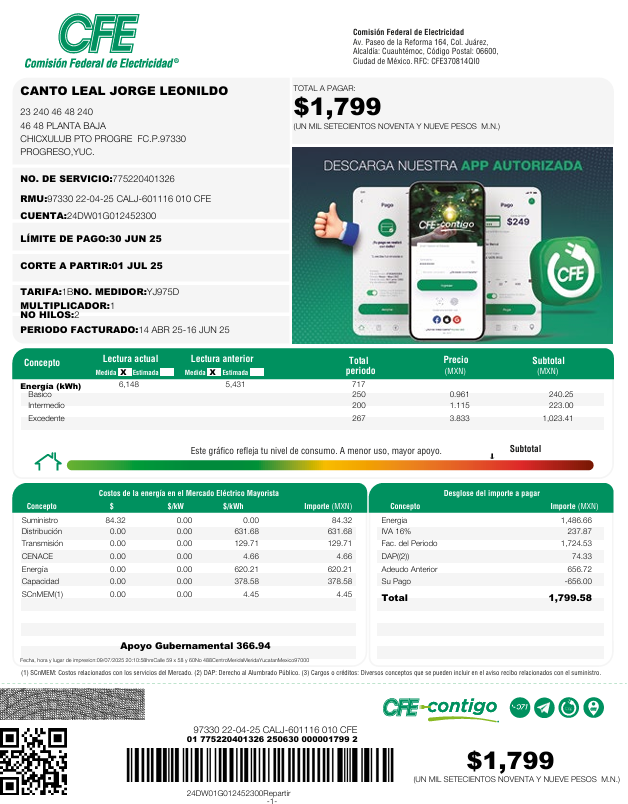 CFE
Comisión Federal de Electricidad®
Comisión Federal de Electricidad
Av. Paseo de la Reforma 164, Col. Juárez,
Alcaldía: Cuauhtémoc, Código Postal: 06600,
Ciudad de México. RFC: CFE370814QI0
CANTO LEAL JORGE LEONILDO
23 240 46 48 240
46 48 PLANTA BAJA
CHICXULUB PTO PROGRE F.C.P.97330
PROGRESO,YUC.
TOTAL A PAGAR:
$1,799
(UN MIL SETECIENTOS NOVENTA Y NUEVE PESOS M.N.)
NO. DE SERVICIO:775220401326
RMU:97330 22-04-25 CALJ-601116 010 CFE
CUENTA:24DW01G012452300
LÍMITE DE PAGO:30 JUN 25
CORTE A PARTIR:01 JUL 25
TARIFA:1BNO. MEDIDOR:YJ975D
MULTIPLICADOR:1
NO HILOS:2
PERIODO FACTURADO:14 ABR 25-16 JUN 25
DESCARGA NUESTRA APP AUTORIZADA
Pago
CFE-contigo
Pago
$249
CFE
Concepto Lectura actual Lectura anterior Total periodo Precio (MXN) Subtotal (MXN)
Medida X Estimada Medida X Estimada
Energía (kWh) 6,148 5,431 717
Basico 250 0.961 240.25
Intermedio 200 1.115 223.00
Excedente 267 3.833 1,023.41
Este gráfico refleja tu nivel de consumo. A menor uso, mayor apoyo.
Subtotal
Costos de la energía en el Mercado Eléctrico Mayorista
Concepto $ $/kW $/kWh Importe (MXN)
Suministro 84.32 0.00 0.00 84.32
Distribución 0.00 0.00 631.68 631.68
Transmisión 0.00 0.00 129.71 129.71
CENACE 0.00 0.00 4.66 4.66
Energía 0.00 0.00 620.21 620.21
Capacidad 0.00 0.00 378.58 378.58
SCnMEM(1) 0.00 0.00 4.45 4.45
Apoyo Gubernamental 366.94
Desglose del importe a pagar
Concepto Importe (MXN)
Energía 1,486.66
IVA 16% 237.87
Fac. del Periodo 1,724.53
DAP((2)) 74.33
Adeudo Anterior 656.72
Su Pago -656.00
Total 1,799.58
Fecha, hora y lugar de impresion:09/07/2025 20:10:58hrsCalle 59 x 58 y 60No 488CentroMeridaMeridaYucatanMexico97000
(1) SCnMEM: Costos relacionados con los servicios del Mercado. (2) DAP: Derecho al Alumbrado Público. (3) Cargos o créditos: Diversos conceptos que se pueden incluir en el aviso recibo relacionados con el suministro.
CFE-contigo
071
97330 22-04-25 CALJ-601116 010 CFE
01 775220401326 250630 000001799 2
24DW01G012452300Repartir
-1-
$1,799
(UN MIL SETECIENTOS NOVENTA Y NUEVE PESOS M.N.)